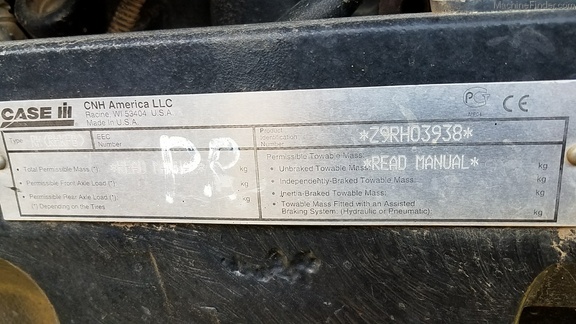 MachineFinder.com
CASE IH
CNH America LLC
Racine, WI 53404 U.S.A.
Made in U.S.A.
Type
EEC
Number
Product
Identification
Number
*Z9RH03938*
P.P
Total Permissible Mass (*) kg
Permissible Front Axle Load (*) kg
Permissible Rear Axle Load (*) kg
(*) Depending on the Tires
Permissible Towable Mass
*READ MANUAL*
Unbraked Towable Mass kg
Independently-Braked Towable Mass kg
Inertia-Braked Towable Mass kg
Towable Mass Fitted with an Assisted
Braking System (Hydraulic or Pneumatic) kg
CE